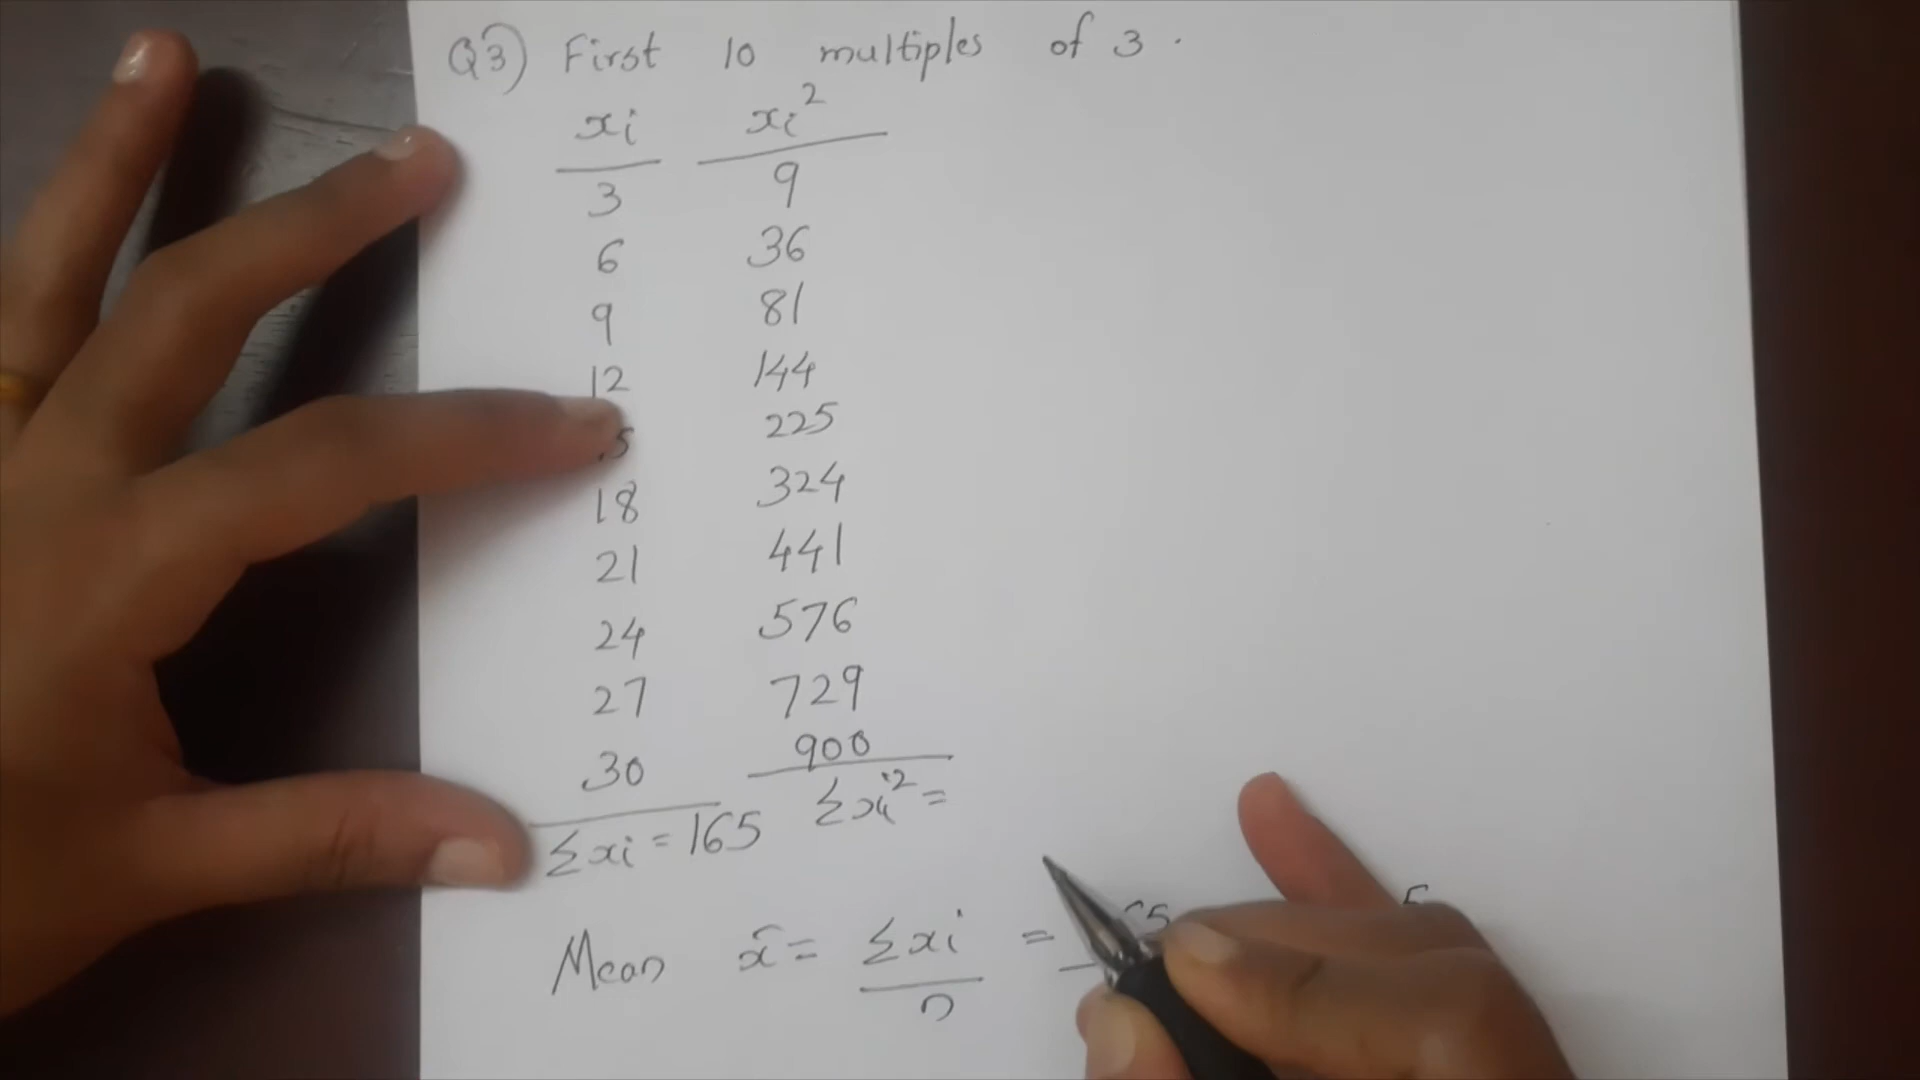 Q3) First 10 multiples of 3.
xi xi²
3 9
6 36
9 81
12 144
5 225
18 324
21 441
24 576
27 729
30 900
Σxi = 165 Σxi² =
Mean x̄ = Σxi / n =